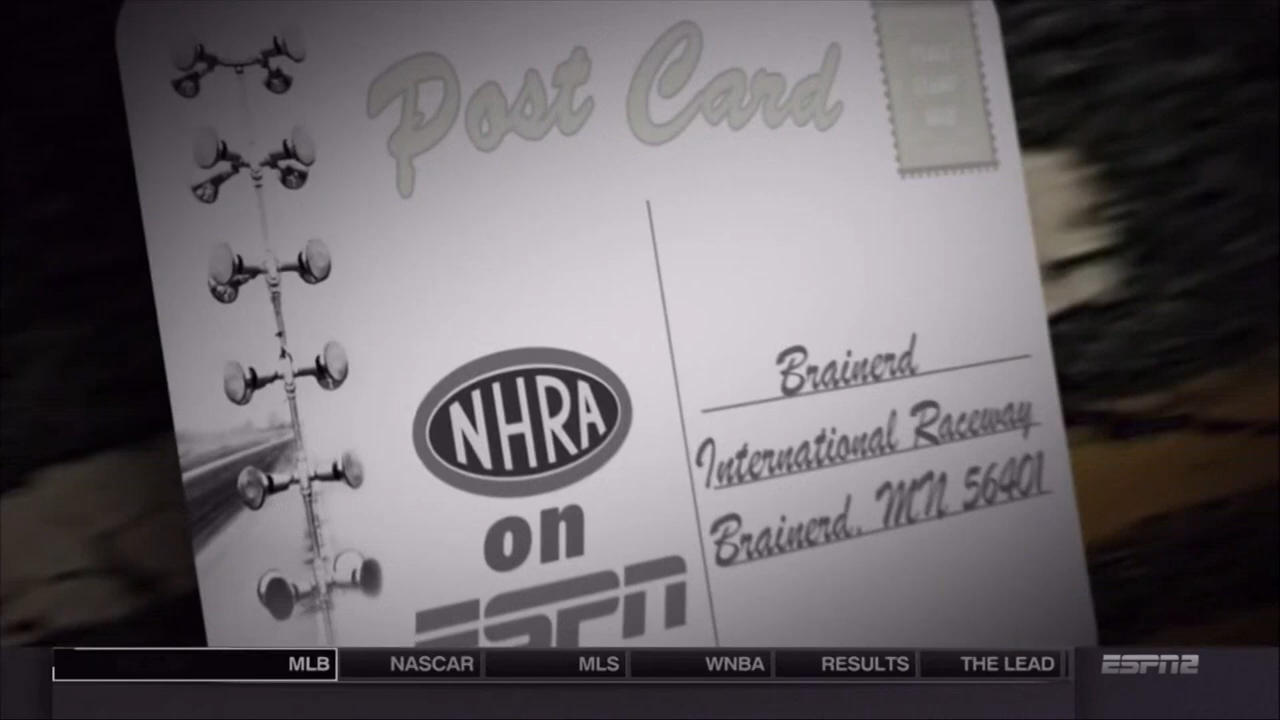 Post Card
NHRA
on
ESPN
Brainerd
International Raceway
Brainerd, MN 56401
MLB NASCAR MLS WNBA RESULTS THE LEAD ESPN2